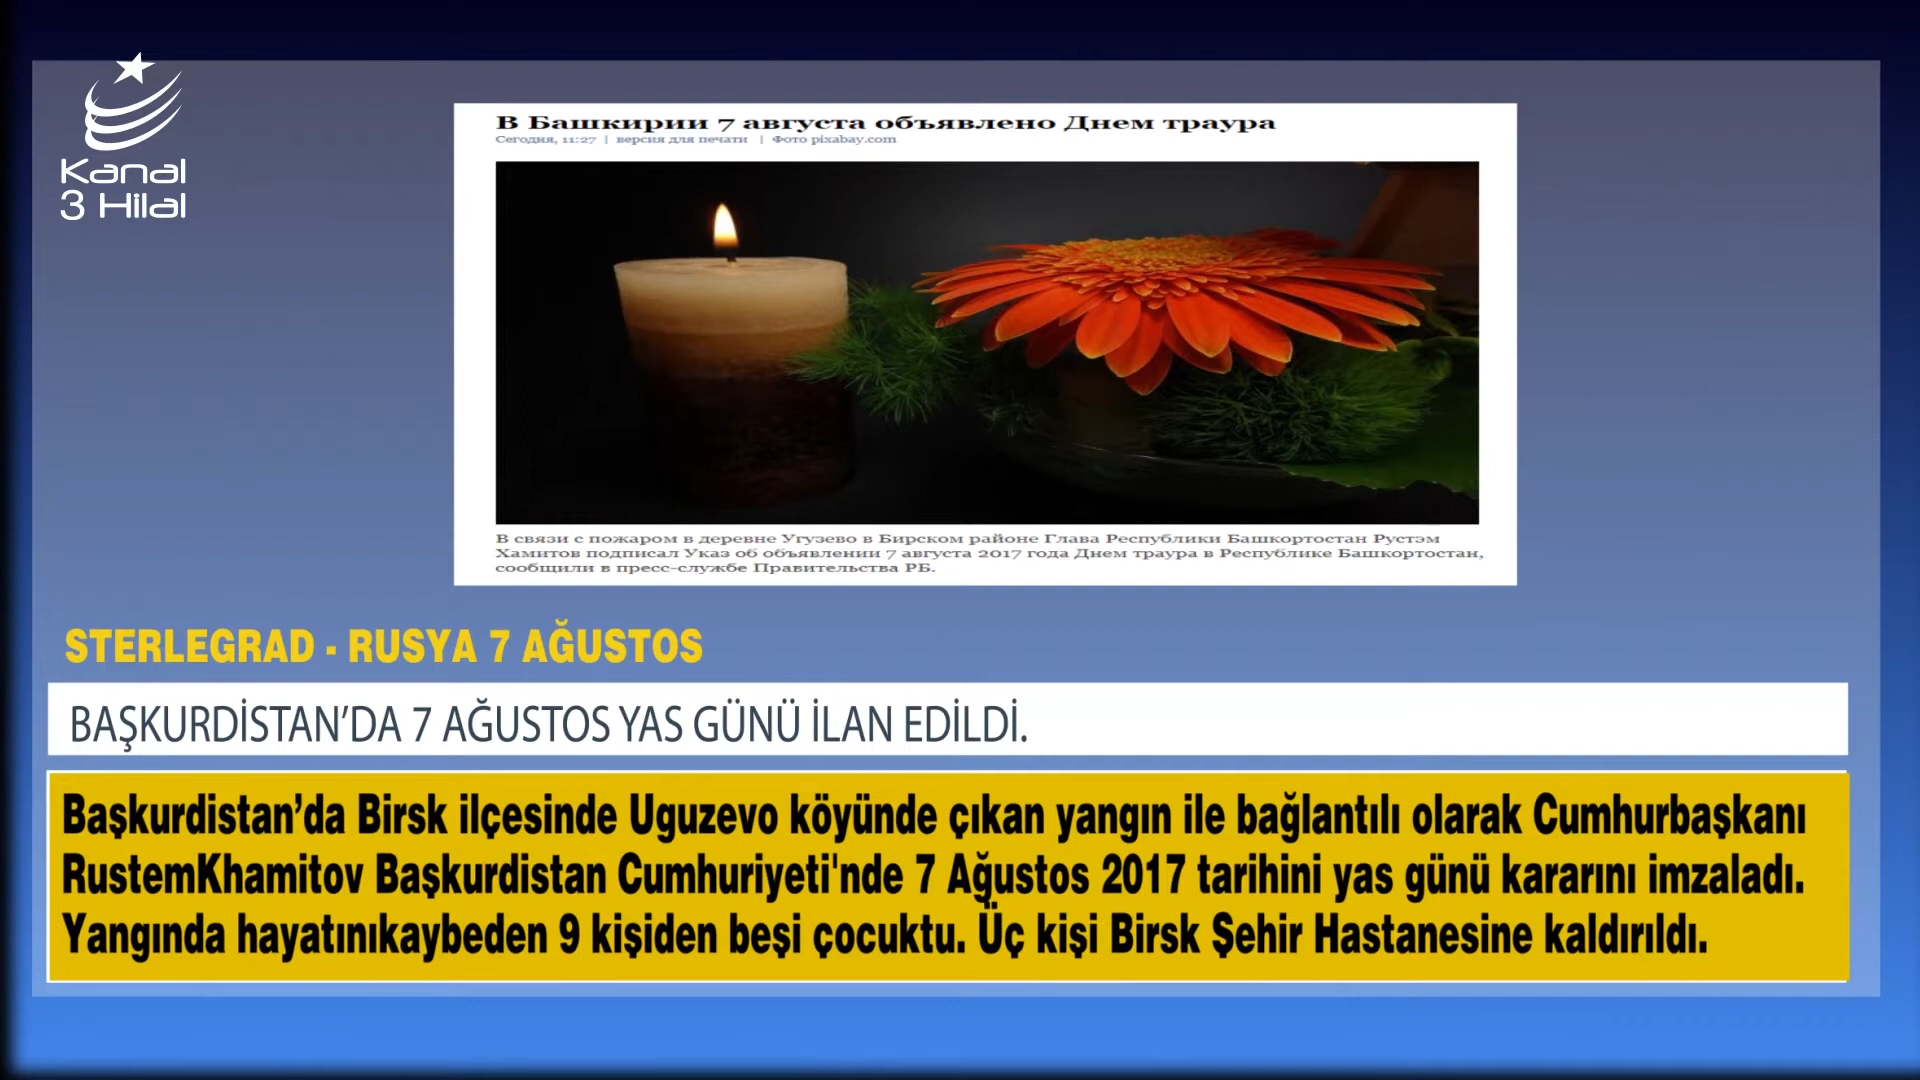 Kanal
3 Hilal
В Башкирии 7 августа объявлено Днем траура
Сегодня, 11:27 | версия для печати | Фото pixabay.com
В связи с пожаром в деревне Угузево в Бирском районе Глава Республики Башкортостан Рустэм
Хамитов подписал Указ об объявлении 7 августа 2017 года Днем траура в Республике Башкортостан,
сообщили в пресс-службе Правительства РБ.
STERLEGRAD - RUSYA 7 AĞUSTOS
BAŞKURDİSTAN’DA 7 AĞUSTOS YAS GÜNÜ İLAN EDİLDİ.
Başkurdistan’da Birsk ilçesinde Uguzevo köyünde çıkan yangın ile bağlantılı olarak Cumhurbaşkanı
RustemKhamitov Başkurdistan Cumhuriyeti'nde 7 Ağustos 2017 tarihini yas günü kararını imzaladı.
Yangında hayatınıkaybeden 9 kişiden beşi çocuktu. Üç kişi Birsk Şehir Hastanesine kaldırıldı.